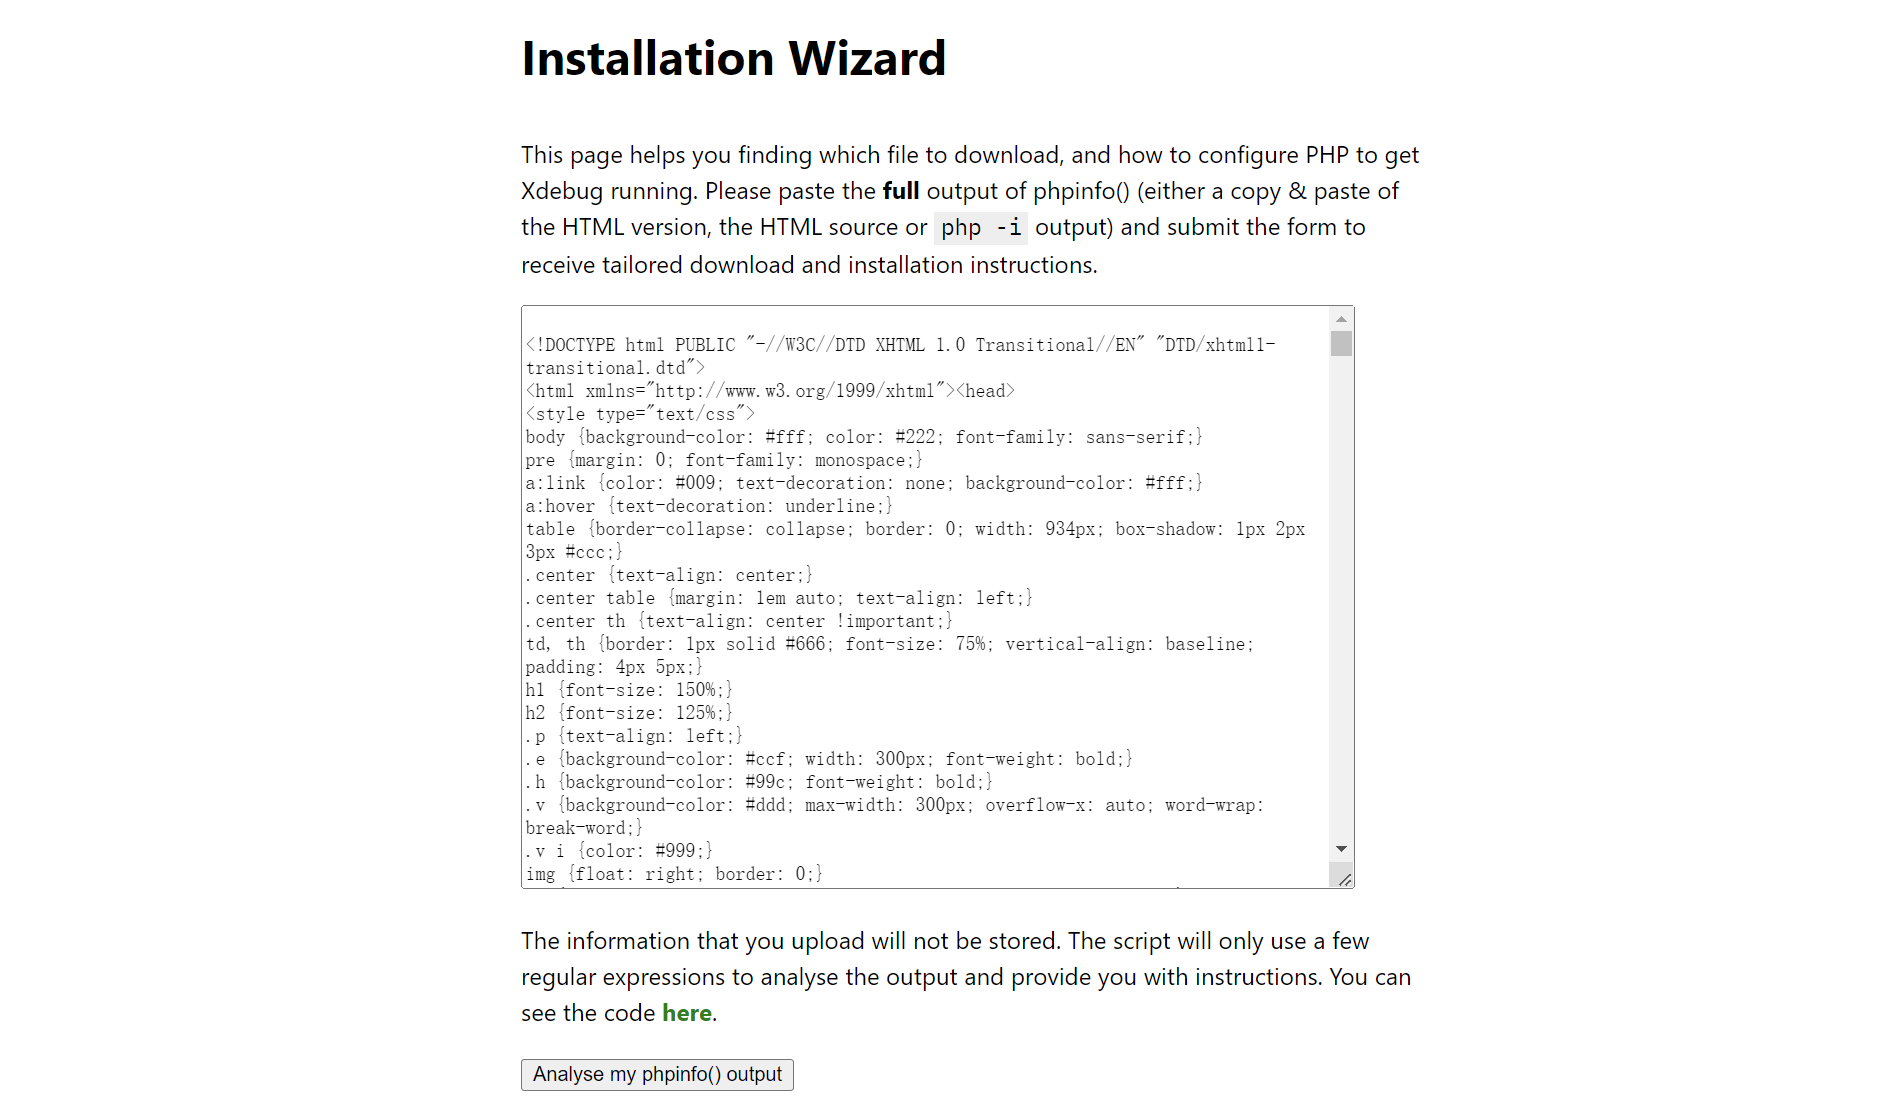 Installation Wizard
This page helps you finding which file to download, and how to configure PHP to get
Xdebug running. Please paste the full output of phpinfo() (either a copy & paste of
the HTML version, the HTML source or php -i output) and submit the form to
receive tailored download and installation instructions.
<!DOCTYPE html PUBLIC "-//W3C//DTD XHTML 1.0 Transitional//EN" "DTD/xhtml1-
transitional.dtd">
<html xmlns="http://www.w3.org/1999/xhtml"><head>
<style type="text/css">
body {background-color: #fff; color: #222; font-family: sans-serif;}
pre {margin: 0; font-family: monospace;}
a:link {color: #009; text-decoration: none; background-color: #fff;}
a:hover {text-decoration: underline;}
table {border-collapse: collapse; border: 0; width: 934px; box-shadow: 1px 2px
3px #ccc;}
.center {text-align: center;}
.center table {margin: 1em auto; text-align: left;}
.center th {text-align: center !important;}
td, th {border: 1px solid #666; font-size: 75%; vertical-align: baseline;
padding: 4px 5px;}
h1 {font-size: 150%;}
h2 {font-size: 125%;}
.p {text-align: left;}
.e {background-color: #ccf; width: 300px; font-weight: bold;}
.h {background-color: #99c; font-weight: bold;}
.v {background-color: #ddd; max-width: 300px; overflow-x: auto; word-wrap:
break-word;}
.v i {color: #999;}
img {float: right; border: 0;}
The information that you upload will not be stored. The script will only use a few
regular expressions to analyse the output and provide you with instructions. You can
see the code here.
Analyse my phpinfo() output